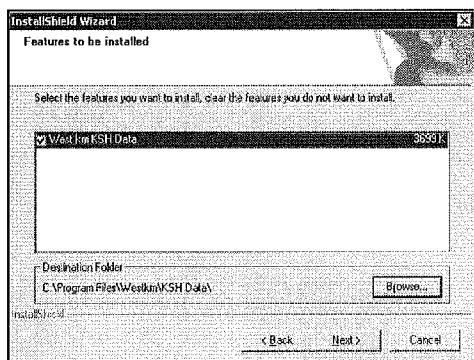 InstallShield Wizard
Features to be installed
Select the features you want to install, clear the features you do not want to install.
West km KSH Data 3699 K
Destination Folder
C:\Program Files\Westkm\KSH Data\
Browse...
InstallShield
< Back Next > Cancel